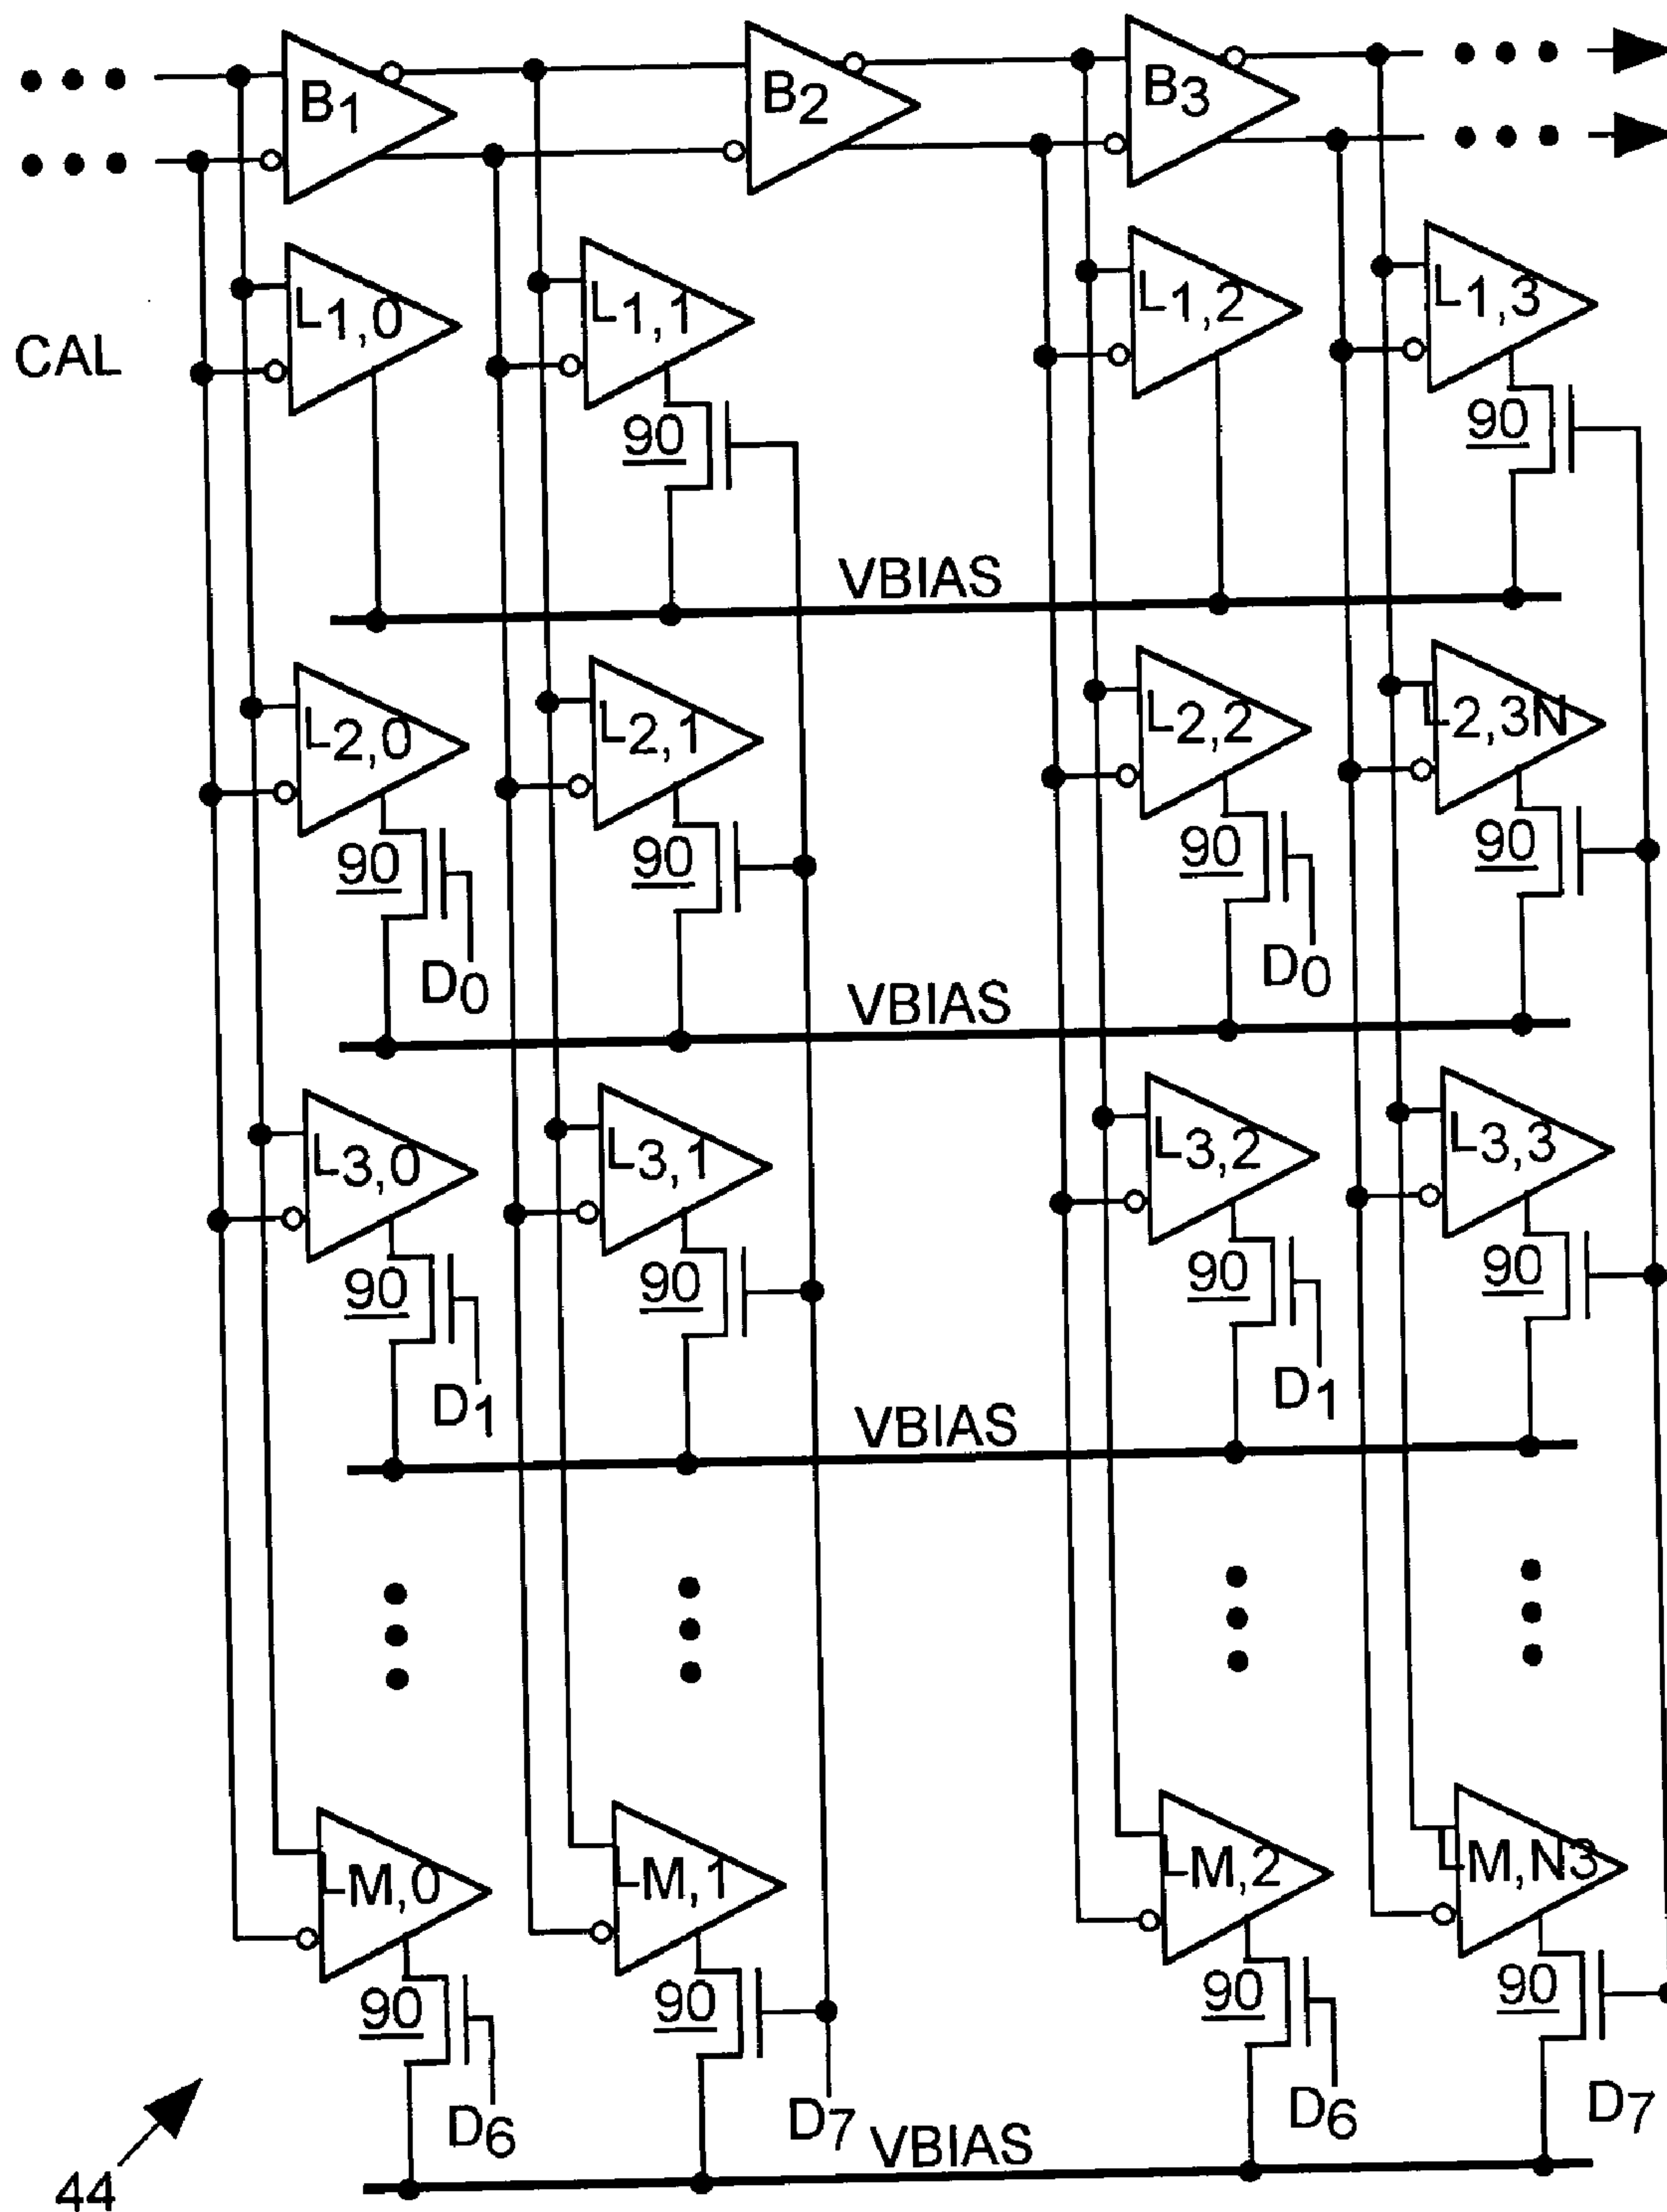 B1 B2 B3
L1,0 L1,1 L1,2 L1,3
CAL
90 90
VBIAS
L2,0 L2,1 L2,2 L2,3N
90 90 90 90
D0 D0
VBIAS
L3,0 L3,1 L3,2 L3,3
90 90 90 90
D1 D1
VBIAS
LM,0 LM,1 LM,2 LM,N3
90 90 90 90
D6 D7 D6 D7
VBIAS
44